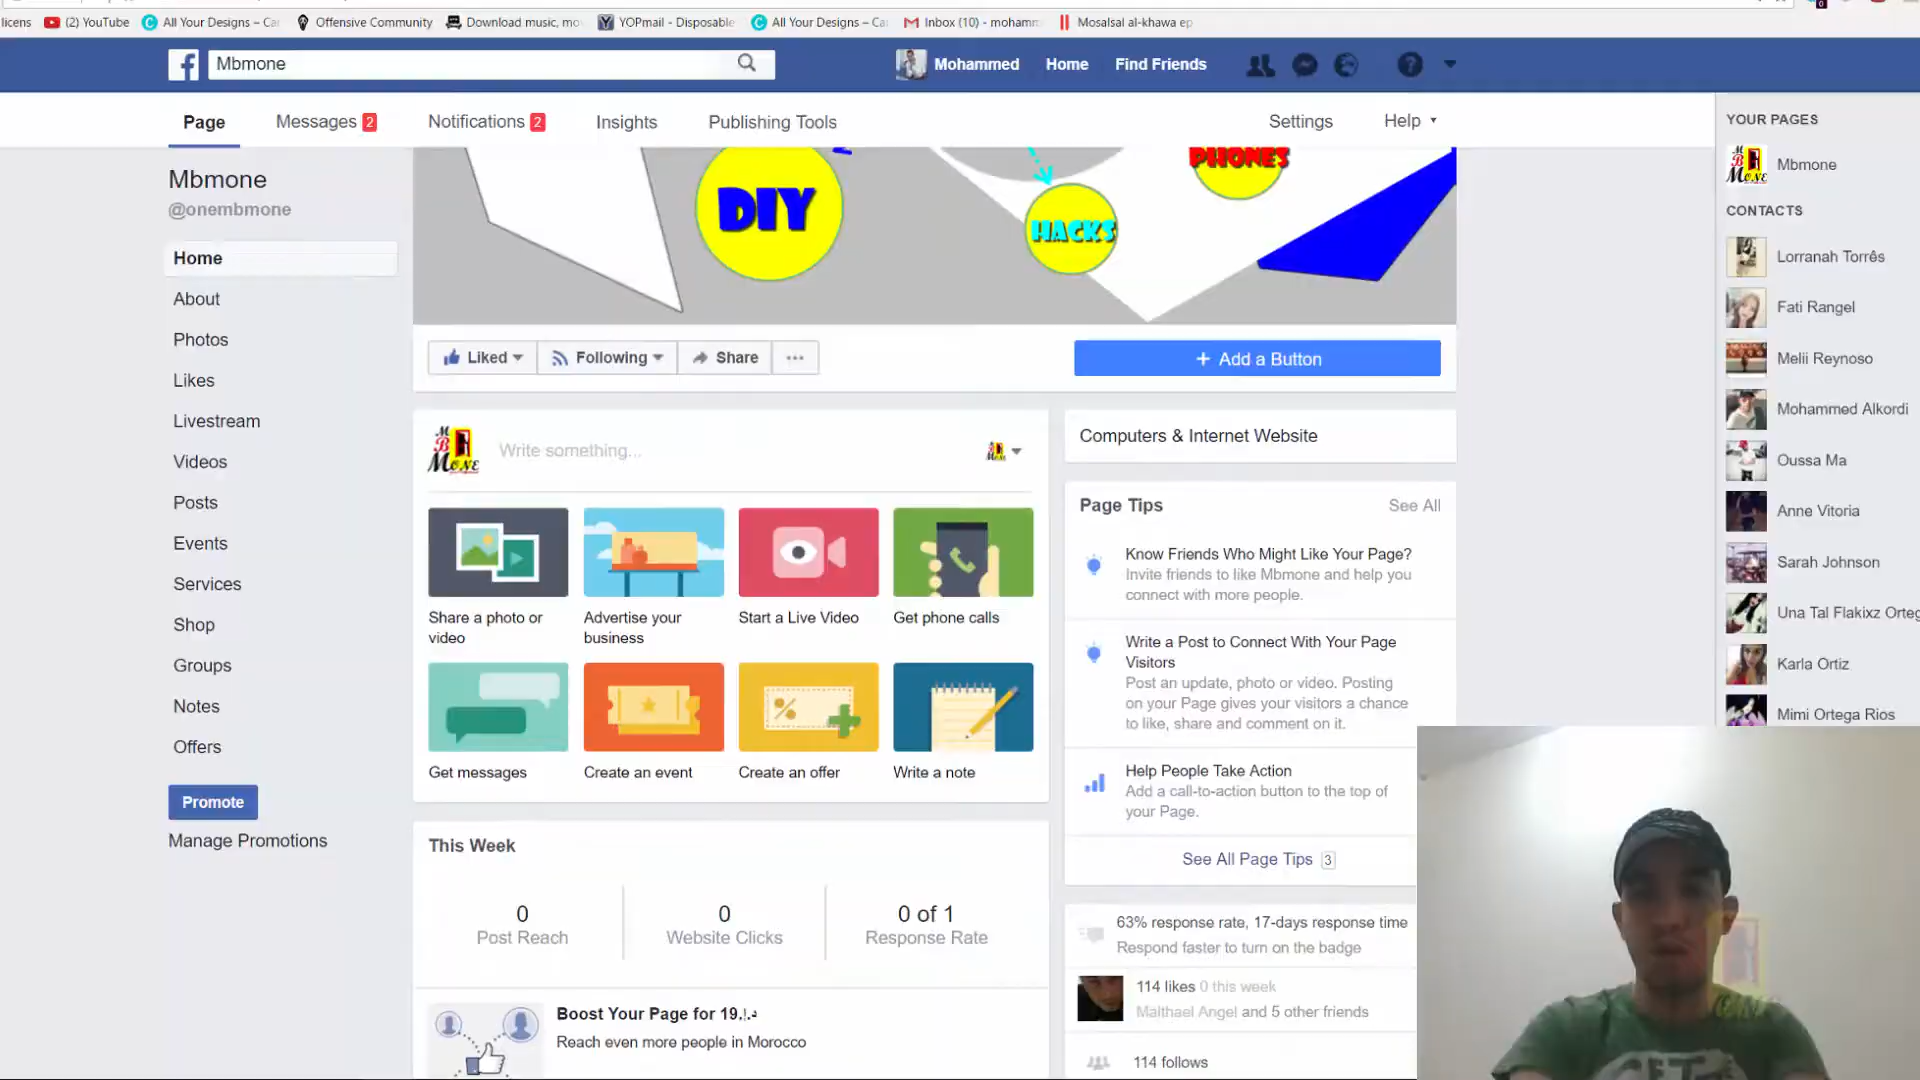 licens
(2) YouTube
All Your Designs – Ca
Offensive Community
Download music, mo
YOPmail - Disposable
All Your Designs – Ca
Inbox (10) - mohamm
Mosalsal al-khawa ep
Mbmone
Mohammed
Home
Find Friends
Page
Messages 2
Notifications 2
Insights
Publishing Tools
Settings
Help
Mbmone
@onembmone
Home
About
Photos
Likes
Livestream
Videos
Posts
Events
Services
Shop
Groups
Notes
Offers
Promote
Manage Promotions
DIY
HACKS
PHONES
Liked
Following
Share
+ Add a Button
Write something...
Share a photo or
video
Advertise your
business
Start a Live Video
Get phone calls
Get messages
Create an event
Create an offer
Write a note
This Week
0
Post Reach
0
Website Clicks
0 of 1
Response Rate
Boost Your Page for 19
Reach even more people in Morocco
Computers & Internet Website
Page Tips
See All
Know Friends Who Might Like Your Page?
Invite friends to like Mbmone and help you
connect with more people.
Write a Post to Connect With Your Page
Visitors
Post an update, photo or video. Posting
on your Page gives your visitors a chance
to like, share and comment on it.
Help People Take Action
Add a call-to-action button to the top of
your Page.
See All Page Tips 3
63% response rate, 17-days response time
Respond faster to turn on the badge
114 likes 0 this week
Malthael Angel and 5 other friends
114 follows
YOUR PAGES
Mbmone
CONTACTS
Lorranah Torrês
Fati Rangel
Melii Reynoso
Mohammed Alkordi
Oussa Ma
Anne Vitoria
Sarah Johnson
Una Tal Flakixz Orteg
Karla Ortiz
Mimi Ortega Rios